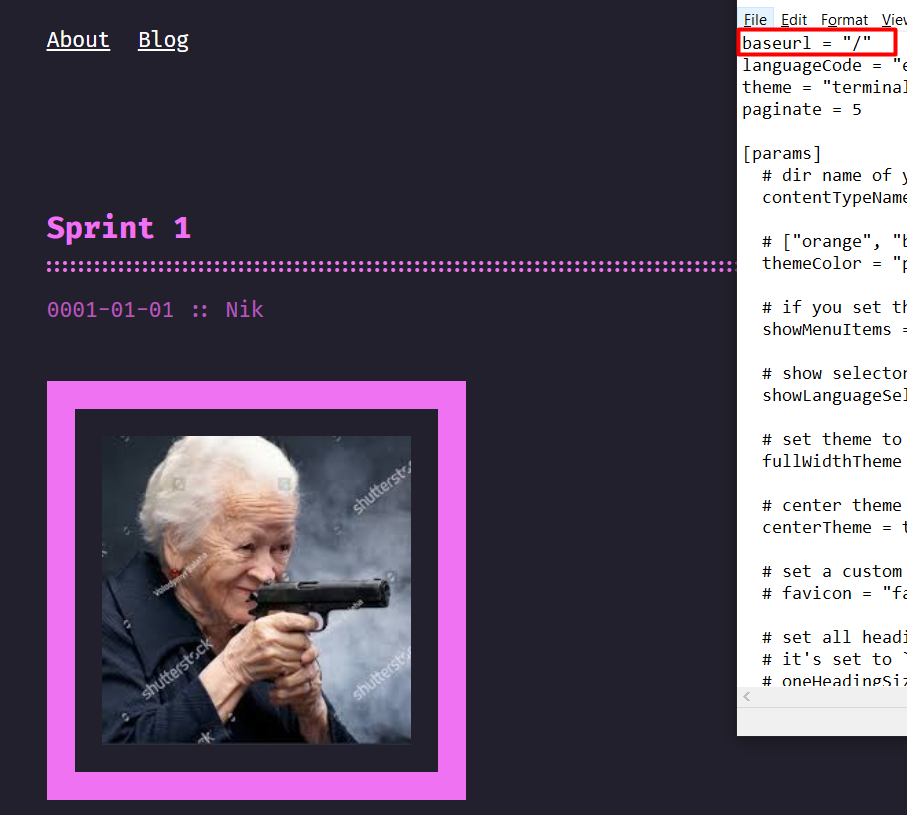 About Blog
Sprint 1
0001-01-01 :: Nik
shutterstock
shutterstock
shutterstock
File Edit Format View
baseurl = "/"
languageCode = "e
theme = "terminal
paginate = 5
[params]
# dir name of y
contentTypeName
# ["orange", "b
themeColor = "p
# if you set th
showMenuItems =
# show selector
showLanguageSel
# set theme to
fullWidthTheme
# center theme
centerTheme = t
# set a custom
# favicon = "fa
# set all headi
# it's set to `
# oneHeadingSiz